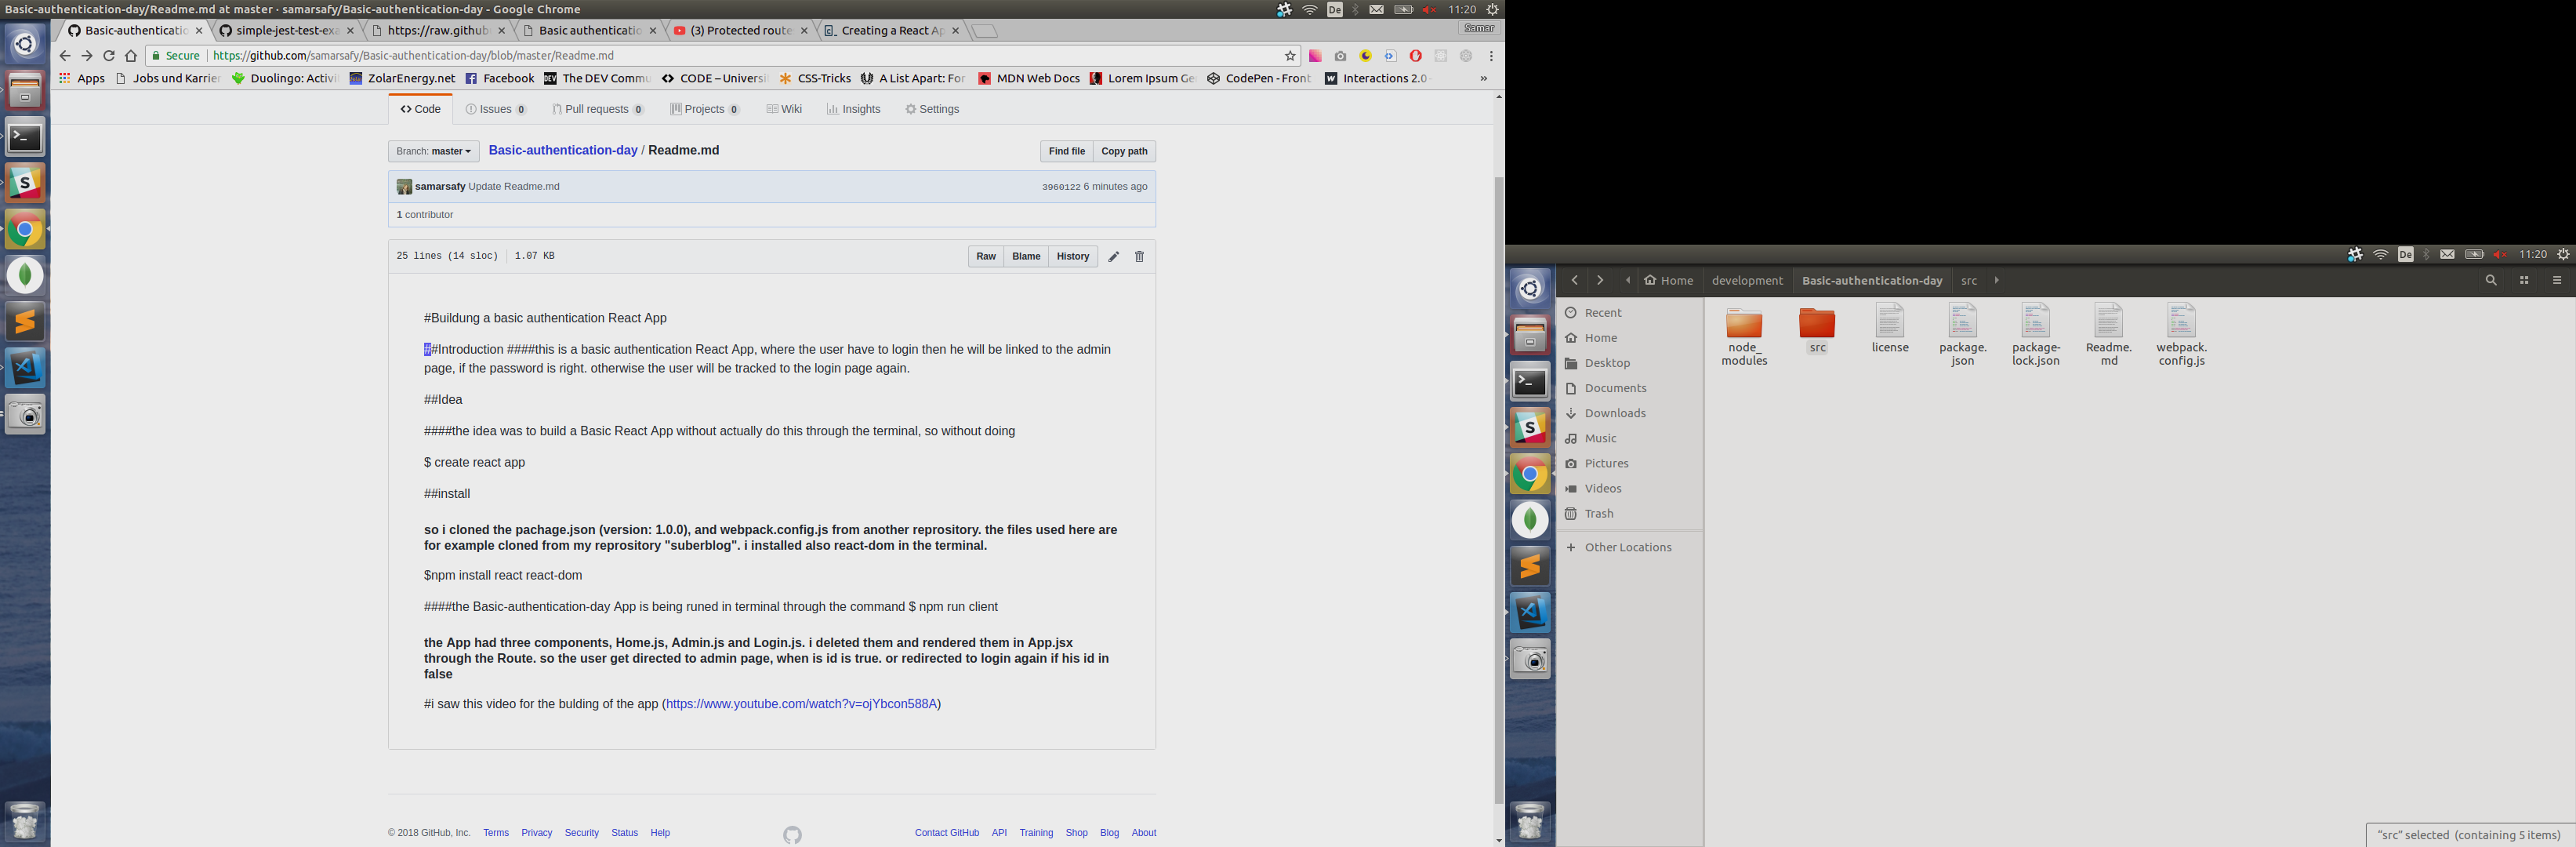 Basic-authentication-day/Readme.md at master · samarsafy/Basic-authentication-day - Google Chrome
De
11:20
Basic-authenticatio
simple-jest-test-exa
https://raw.github
Basic authenticatio
(3) Protected route
Creating a React Ap
Samar
Secure
https://github.com/samarsafy/Basic-authentication-day/blob/master/Readme.md
Apps
Jobs und Karrier
Duolingo: Activi
ZolarEnergy.net
Facebook
The DEV Commu
CODE – Universi
CSS-Tricks
A List Apart: For
MDN Web Docs
Lorem Ipsum Ge
CodePen - Front
Interactions 2.0
»
Code
Issues 0
Pull requests 0
Projects 0
Wiki
Insights
Settings
Branch: master
Basic-authentication-day / Readme.md
Find file
Copy path
samarsafy Update Readme.md
3960122 6 minutes ago
1 contributor
25 lines (14 sloc)
1.07 KB
Raw
Blame
History
#Buildung a basic authentication React App
##Introduction ####this is a basic authentication React App, where the user have to login then he will be linked to the admin
page, if the password is right. otherwise the user will be tracked to the login page again.
##Idea
####the idea was to build a Basic React App without actually do this through the terminal, so without doing
$ create react app
##install
so i cloned the pachage.json (version: 1.0.0), and webpack.config.js from another reprository. the files used here are
for example cloned from my reprository "suberblog". i installed also react-dom in the terminal.
$npm install react react-dom
####the Basic-authentication-day App is being runed in terminal through the command $ npm run client
the App had three components, Home.js, Admin.js and Login.js. i deleted them and rendered them in App.jsx
through the Route. so the user get directed to admin page, when is id is true. or redirected to login again if his id in
false
#i saw this video for the bulding of the app (https://www.youtube.com/watch?v=ojYbcon588A)
© 2018 GitHub, Inc.
Terms
Privacy
Security
Status
Help
Contact GitHub
API
Training
Shop
Blog
About
De
11:20
Home
development
Basic-authentication-day
src
Recent
Home
Desktop
Documents
Downloads
Music
Pictures
Videos
Trash
Other Locations
node_
modules
src
license
package.
json
package-
lock.json
Readme.
md
webpack.
config.js
"src" selected (containing 5 items)